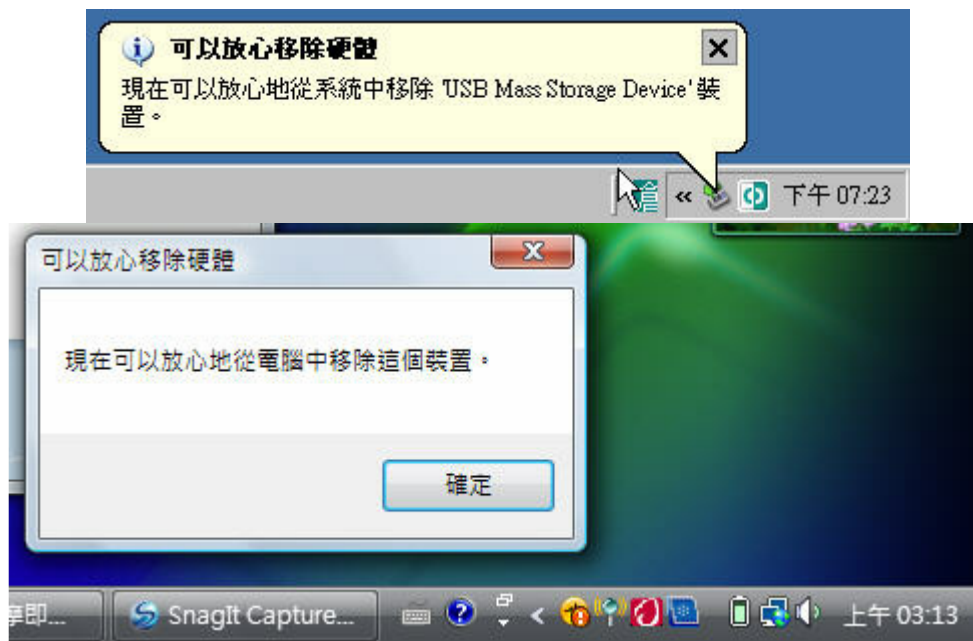 可以放心移除硬體
現在可以放心地從系統中移除 'USB Mass Storage Device' 裝
置。
« 下午 07:23
可以放心移除硬體
現在可以放心地從電腦中移除這個裝置。
確定
即... SnagIt Capture... 上午 03:13